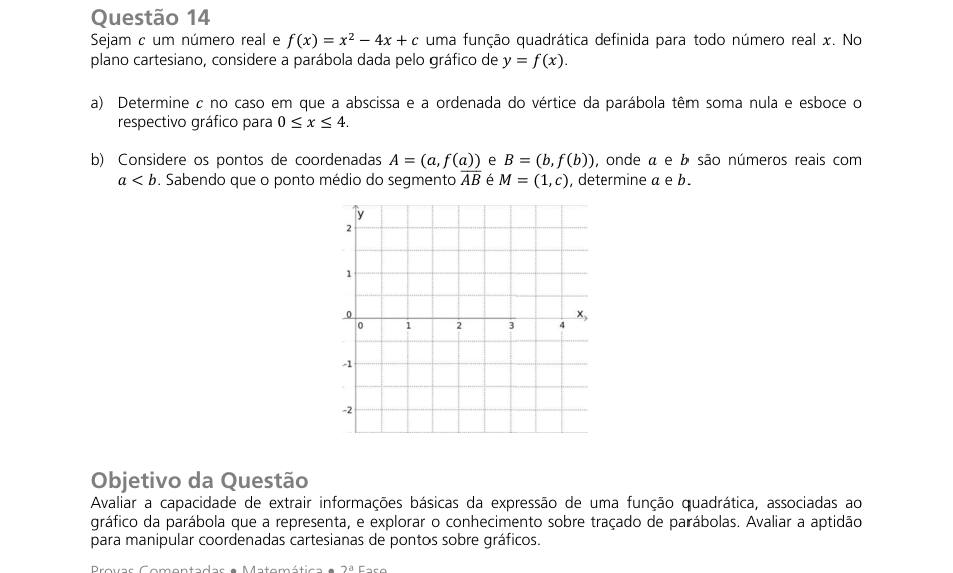 Questão 14
Sejam c um número real e f(x) = x² − 4x + c uma função quadrática definida para todo número real x. No
plano cartesiano, considere a parábola dada pelo gráfico de y = f(x).
a) Determine c no caso em que a abscissa e a ordenada do vértice da parábola têm soma nula e esboce o
respectivo gráfico para 0 ≤ x ≤ 4.
b) Considere os pontos de coordenadas A = (a, f(a)) e B = (b, f(b)), onde a e b são números reais com
a < b. Sabendo que o ponto médio do segmento A̅B̅ é M = (1, c), determine a e b.
y
2
1
0
x
0 1 2 3 4
-1
-2
Objetivo da Questão
Avaliar a capacidade de extrair informações básicas da expressão de uma função quadrática, associadas ao
gráfico da parábola que a representa, e explorar o conhecimento sobre traçado de parábolas. Avaliar a aptidão
para manipular coordenadas cartesianas de pontos sobre gráficos.
Provas Comentadas • Matemática • 2ª Fase